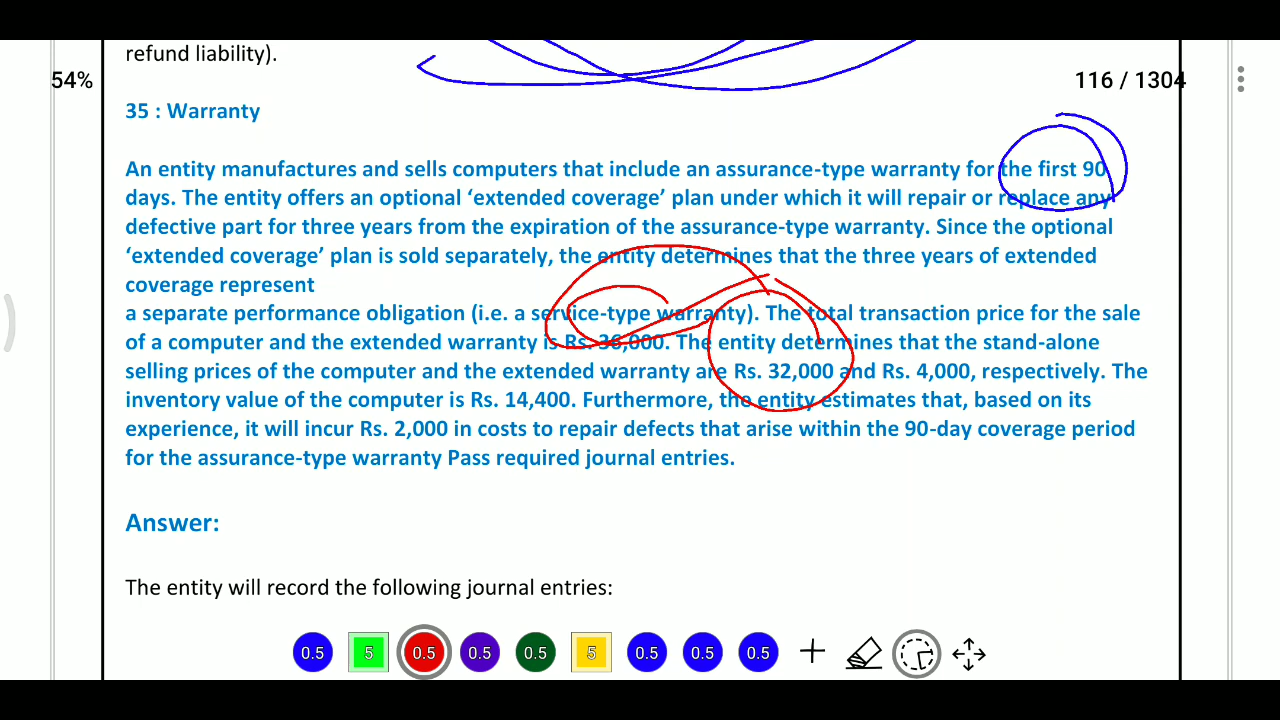 refund liability).
54%
116 / 1304
35 : Warranty
An entity manufactures and sells computers that include an assurance-type warranty for the first 90
days. The entity offers an optional ‘extended coverage’ plan under which it will repair or replace any
defective part for three years from the expiration of the assurance-type warranty. Since the optional
‘extended coverage’ plan is sold separately, the entity determines that the three years of extended
coverage represent
a separate performance obligation (i.e. a service-type warranty). The total transaction price for the sale
of a computer and the extended warranty is Rs. 36,000. The entity determines that the stand-alone
selling prices of the computer and the extended warranty are Rs. 32,000 and Rs. 4,000, respectively. The
inventory value of the computer is Rs. 14,400. Furthermore, the entity estimates that, based on its
experience, it will incur Rs. 2,000 in costs to repair defects that arise within the 90-day coverage period
for the assurance-type warranty Pass required journal entries.
Answer:
The entity will record the following journal entries:
0.5 5 0.5 0.5 0.5 5 0.5 0.5 0.5